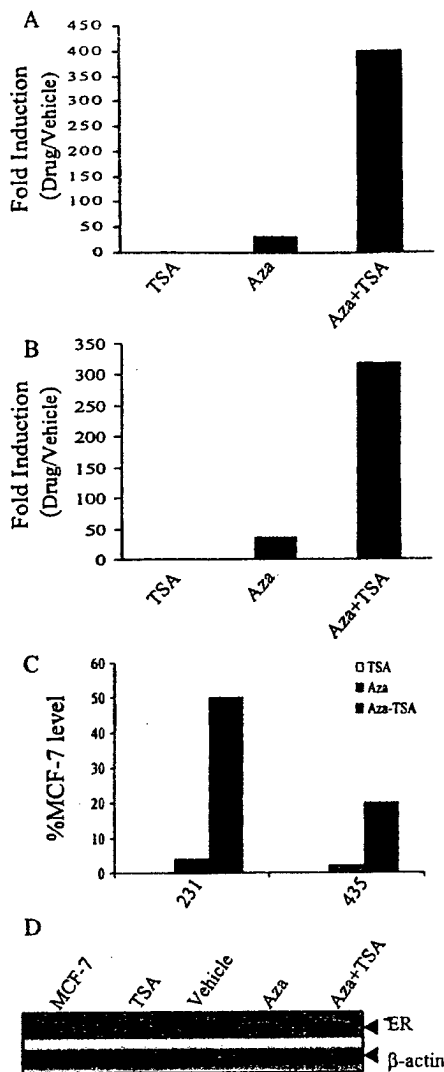 A
Fold Induction
(Drug/Vehicle)
450
400
350
300
250
200
150
100
50
0
TSA
Aza
Aza+TSA
B
Fold Induction
(Drug/Vehicle)
350
300
250
200
150
100
50
0
TSA
Aza
Aza+TSA
C
%MCF-7 level
60
50
40
30
20
10
0
TSA
Aza
Aza-TSA
231
435
D
MCF-7
TSA
Vehicle
Aza
Aza+TSA
ER
β-actin